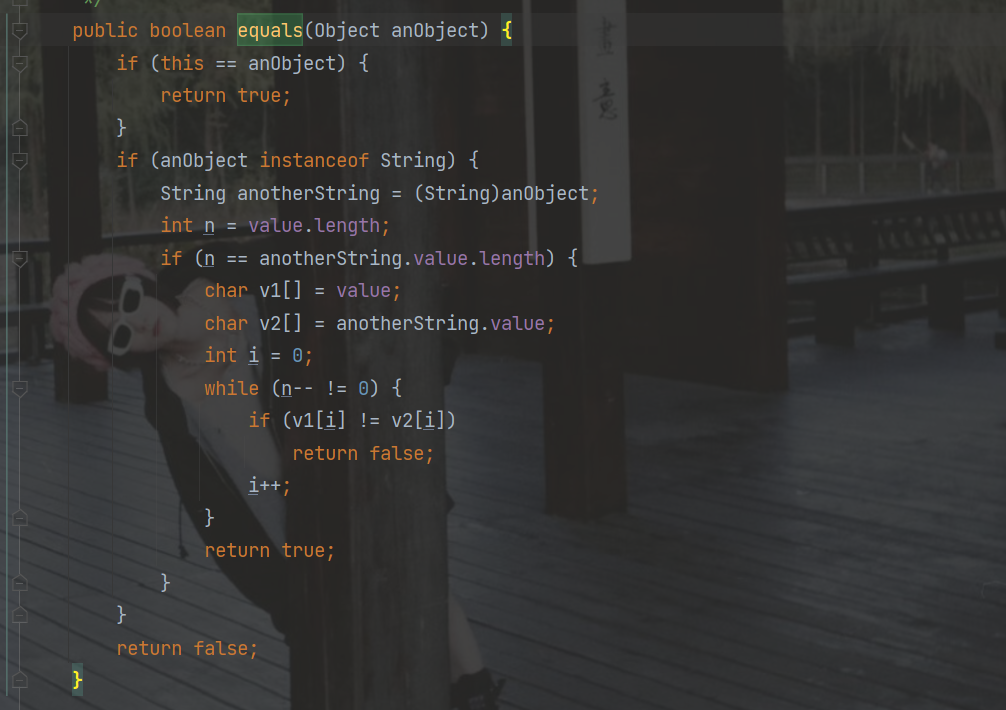 */
public boolean equals(Object anObject) {
if (this == anObject) {
return true;
}
if (anObject instanceof String) {
String anotherString = (String)anObject;
int n = value.length;
if (n == anotherString.value.length) {
char v1[] = value;
char v2[] = anotherString.value;
int i = 0;
while (n-- != 0) {
if (v1[i] != v2[i])
return false;
i++;
}
return true;
}
}
return false;
}